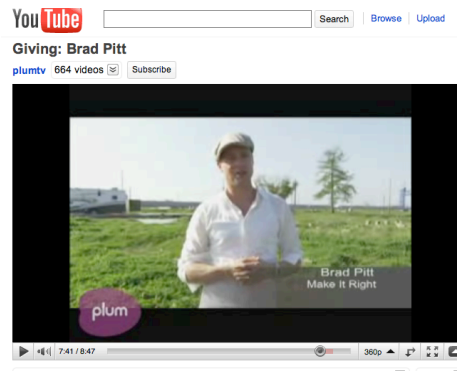 YouTube
Search
Browse
Upload
Giving: Brad Pitt
plumtv 664 videos Subscribe
Brad Pitt
Make It Right
plum
7:41 / 8:47
360p